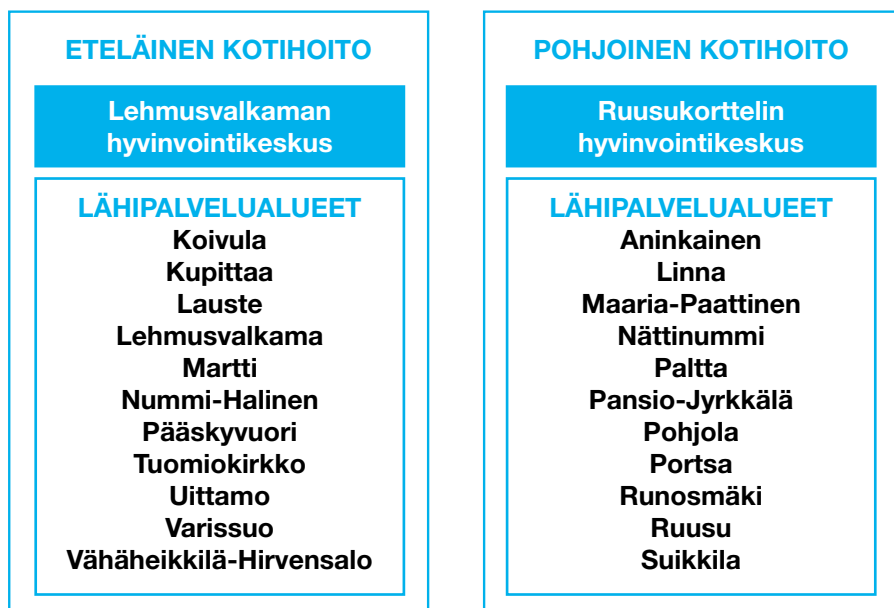 ETELÄINEN KOTIHOITO
Lehmusvalkaman
hyvinvointikeskus
LÄHIPALVELUALUEET
Koivula
Kupittaa
Lauste
Lehmusvalkama
Martti
Nummi-Halinen
Pääskyvuori
Tuomiokirkko
Uittamo
Varissuo
Vähäheikkilä-Hirvensalo
POHJOINEN KOTIHOITO
Ruusukorttelin
hyvinvointikeskus
LÄHIPALVELUALUEET
Aninkainen
Linna
Maaria-Paattinen
Nättinummi
Paltta
Pansio-Jyrkkälä
Pohjola
Portsa
Runosmäki
Ruusu
Suikkila